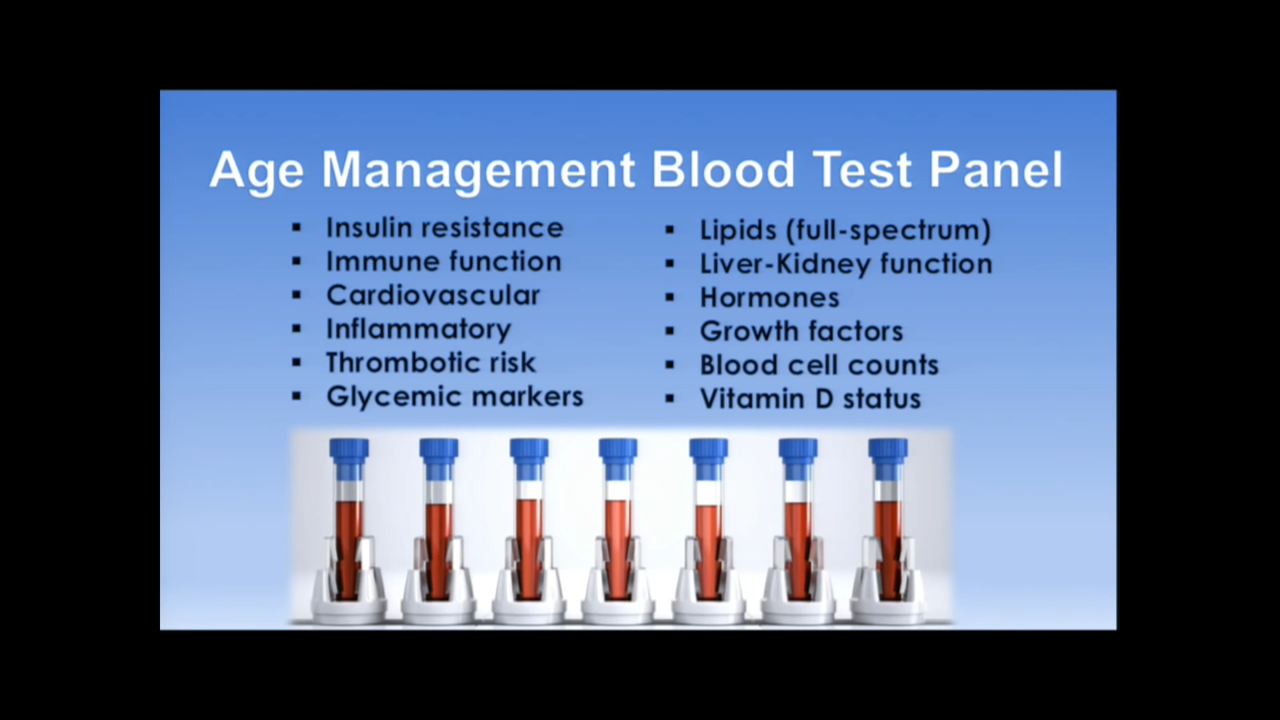 Age Management Blood Test Panel
▪ Insulin resistance
▪ Immune function
▪ Cardiovascular
▪ Inflammatory
▪ Thrombotic risk
▪ Glycemic markers
▪ Lipids (full-spectrum)
▪ Liver-Kidney function
▪ Hormones
▪ Growth factors
▪ Blood cell counts
▪ Vitamin D status